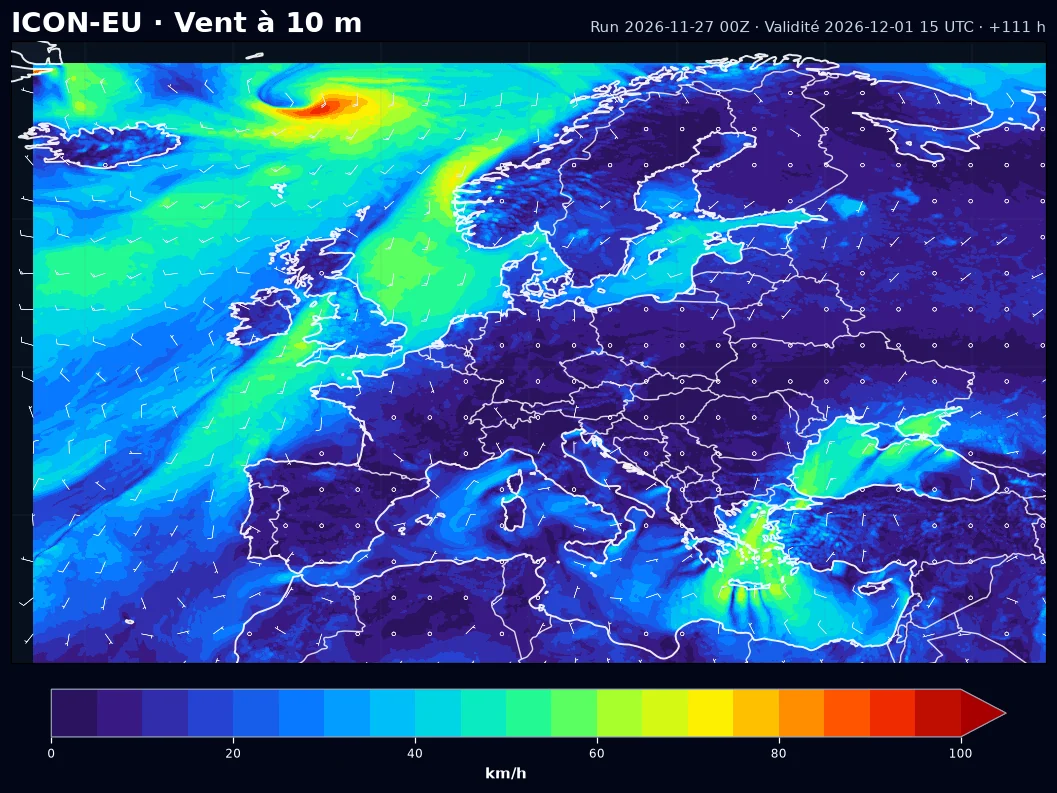 ICON-EU · Vent à 10 m
Run 2026-11-27 00Z · Validité 2026-12-01 15 UTC · +111 h
0 20 40 60 80 100
km/h